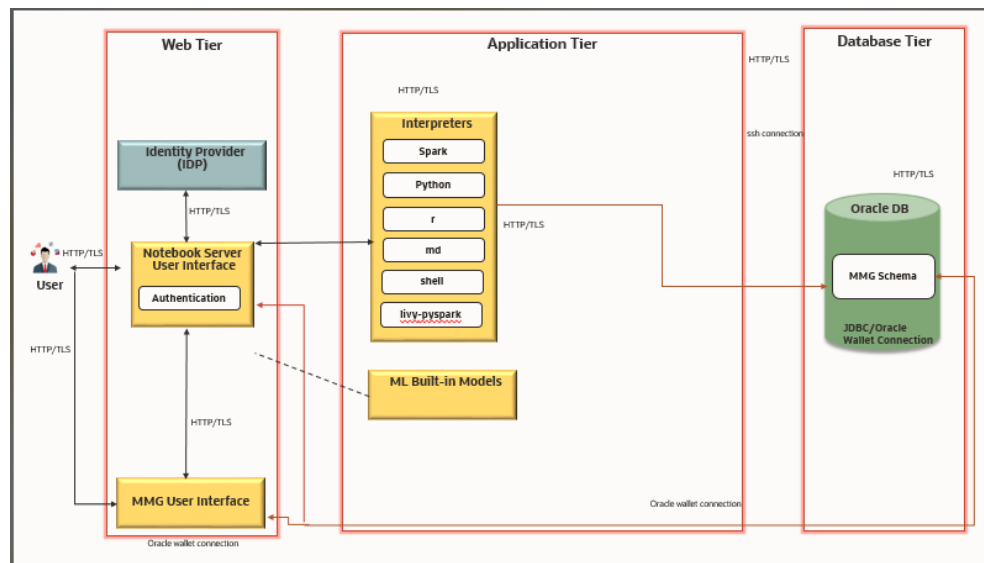 Web Tier
Application Tier
Database Tier
HTTP/TLS
HTTP/TLS
Interpreters
ssh connection
Spark
Identity Provider
(IDP)
Python
HTTP/TLS
HTTP/TLS
r
Oracle DB
HTTP/TLS
HTTP/TLS
Notebook Server
User Interface
md
User
MMG Schema
shell
Authentication
livy-pyspark
JDBC/Oracle
Wallet Connection
HTTP/TLS
ML Built-in Models
HTTP/TLS
MMG User Interface
Oracle wallet connection
Oracle wallet connection